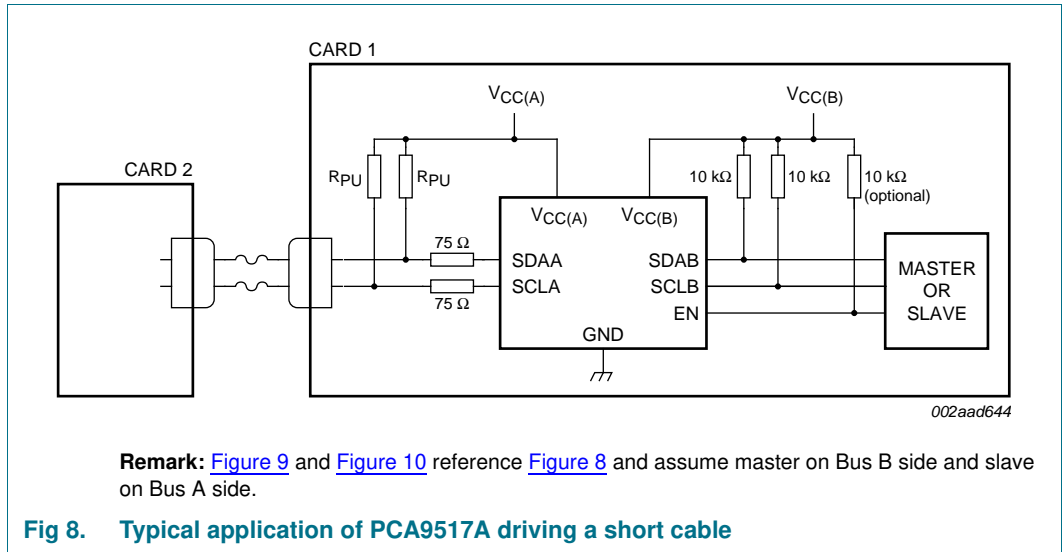 CARD 1
VCC(A)
VCC(B)
CARD 2
RPU
RPU
10 kΩ
10 kΩ
10 kΩ
(optional)
VCC(A)
VCC(B)
75 Ω
SDAA
SDAB
MASTER
OR
SLAVE
SCLA
SCLB
75 Ω
EN
GND
002aad644
Remark: Figure 9 and Figure 10 reference Figure 8 and assume master on Bus B side and slave
on Bus A side.
Fig 8. Typical application of PCA9517A driving a short cable